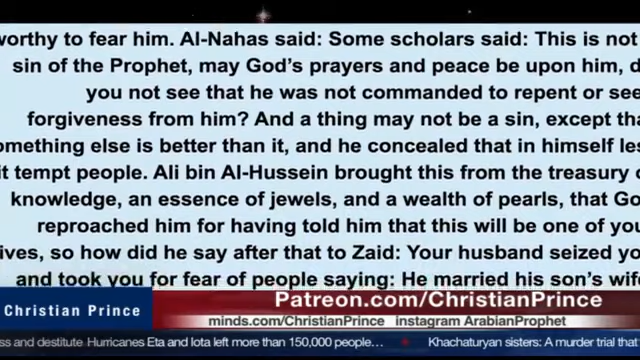 worthy to fear him. Al-Nahas said: Some scholars said: This is not
sin of the Prophet, may God's prayers and peace be upon him, d
you not see that he was not commanded to repent or see
forgiveness from him? And a thing may not be a sin, except tha
omething else is better than it, and he concealed that in himself les
it tempt people. Ali bin Al-Hussein brought this from the treasury o
knowledge, an essence of jewels, and a wealth of pearls, that Go
reproached him for having told him that this will be one of you
ives, so how did he say after that to Zaid: Your husband seized yo
and took you for fear of people saying: He married his son's wife
Christian Prince
Patreon.com/ChristianPrince
minds.com/ChristianPrince instagram ArabianProphet
ss and destitute Hurricanes Eta and Iota left more than 150,000 people… Khachaturyan sisters: A murder trial that